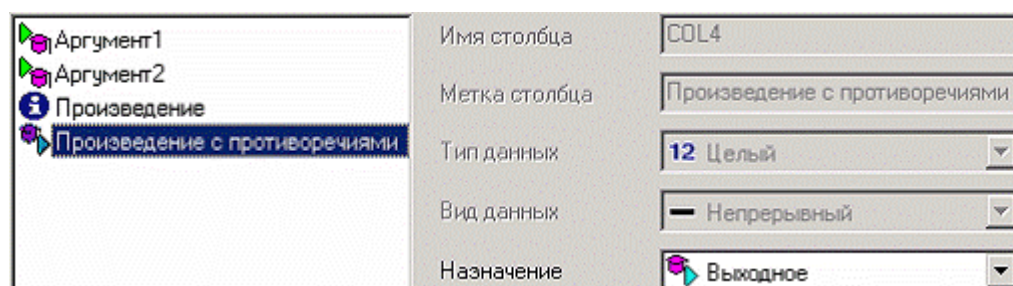 Аргумент1
Аргумент2
Произведение
Произведение с противоречиями
Имя столбца COL4
Метка столбца Произведение с противоречиями
Тип данных 12 Целый
Вид данных Непрерывный
Назначение Выходное